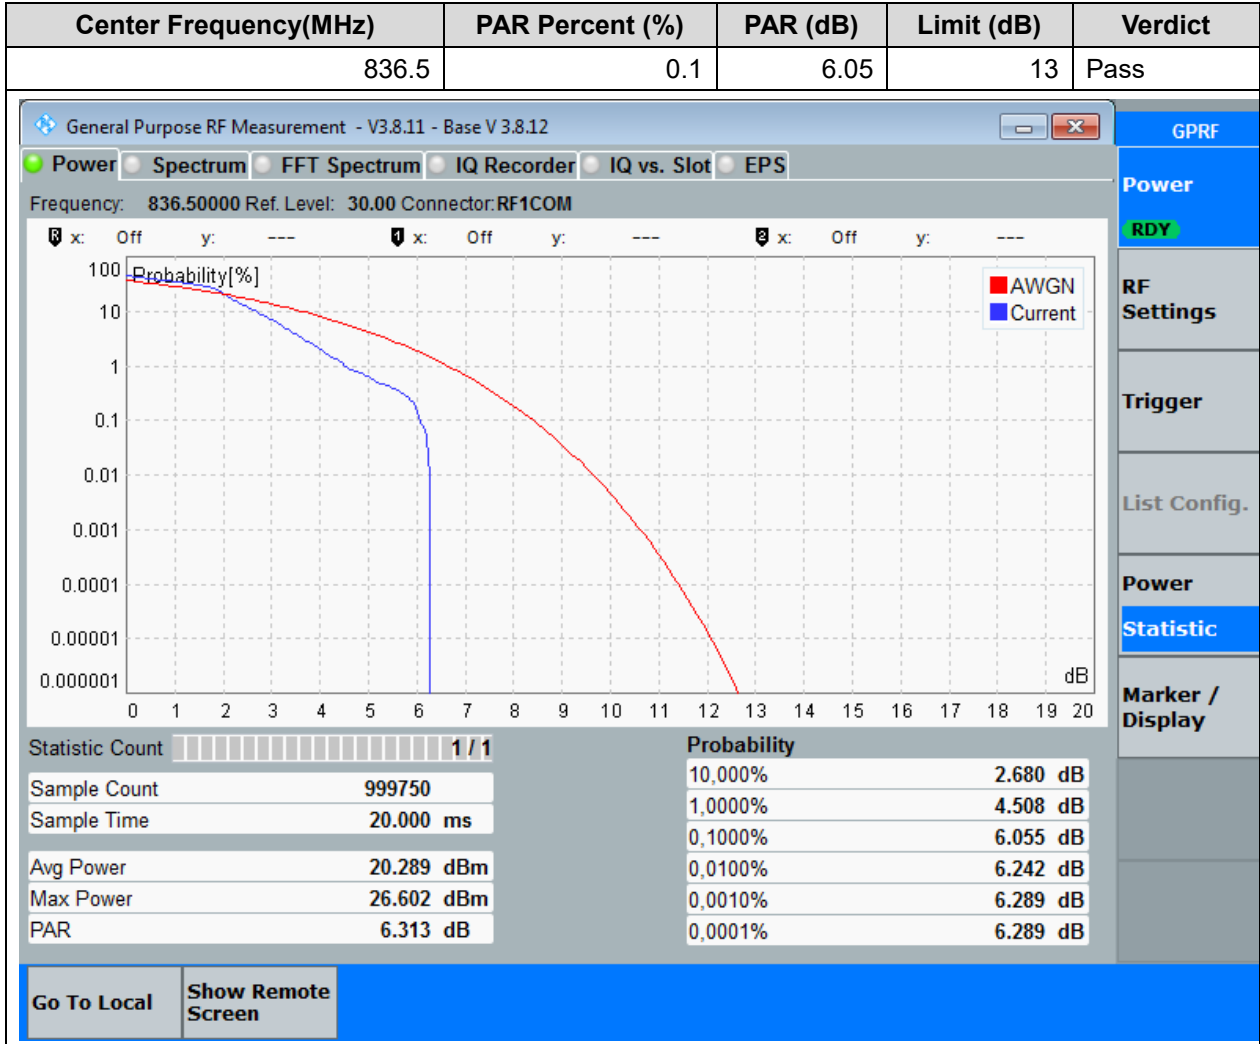 Center Frequency(MHz) PAR Percent (%) PAR (dB) Limit (dB) Verdict
836.5 0.1 6.05 13 Pass
General Purpose RF Measurement - V3.8.11 - Base V 3.8.12
GPRF
Power Spectrum FFT Spectrum IQ Recorder IQ vs. Slot EPS
Frequency: 836.50000 Ref. Level: 30.00 Connector: RF1COM
R x: Off y: --- 1 x: Off y: --- 2 x: Off y: ---
Probability[%]
AWGN
Current
100
10
1
0.1
0.01
0.001
0.0001
0.00001
0.000001
dB
0 1 2 3 4 5 6 7 8 9 10 11 12 13 14 15 16 17 18 19 20
Statistic Count 1 / 1
Sample Count 999750
Sample Time 20.000 ms
Avg Power 20.289 dBm
Max Power 26.602 dBm
PAR 6.313 dB
Probability
10,000% 2.680 dB
1,0000% 4.508 dB
0,1000% 6.055 dB
0,0100% 6.242 dB
0,0010% 6.289 dB
0,0001% 6.289 dB
Power
RDY
RF
Settings
Trigger
List Config.
Power
Statistic
Marker /
Display
Go To Local
Show Remote
Screen